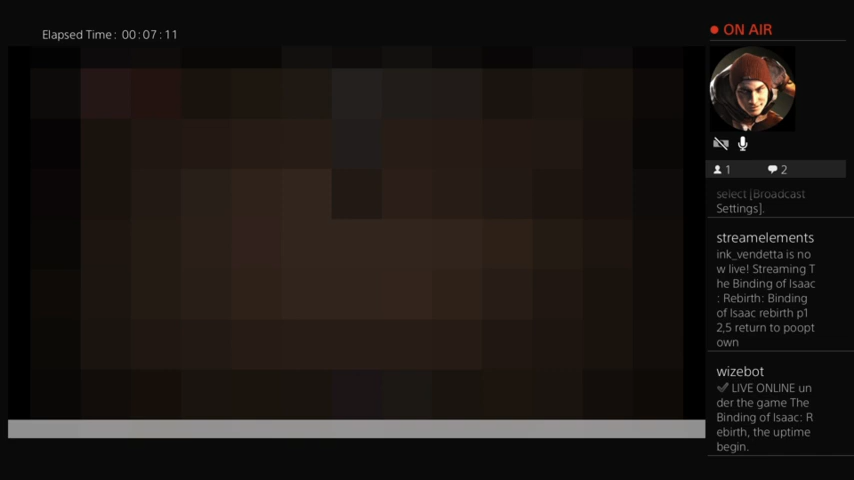 Elapsed Time: 00:07:11
ON AIR
1
2
select [Broadcast
Settings].
streamelements
ink_vendetta is no
w live! Streaming T
he Binding of Isaac
: Rebirth: Binding
of Isaac rebirth p1
2,5 return to poopt
own
wizebot
LIVE ONLINE un
der the game The
Binding of Isaac: R
ebirth, the uptime
begin.